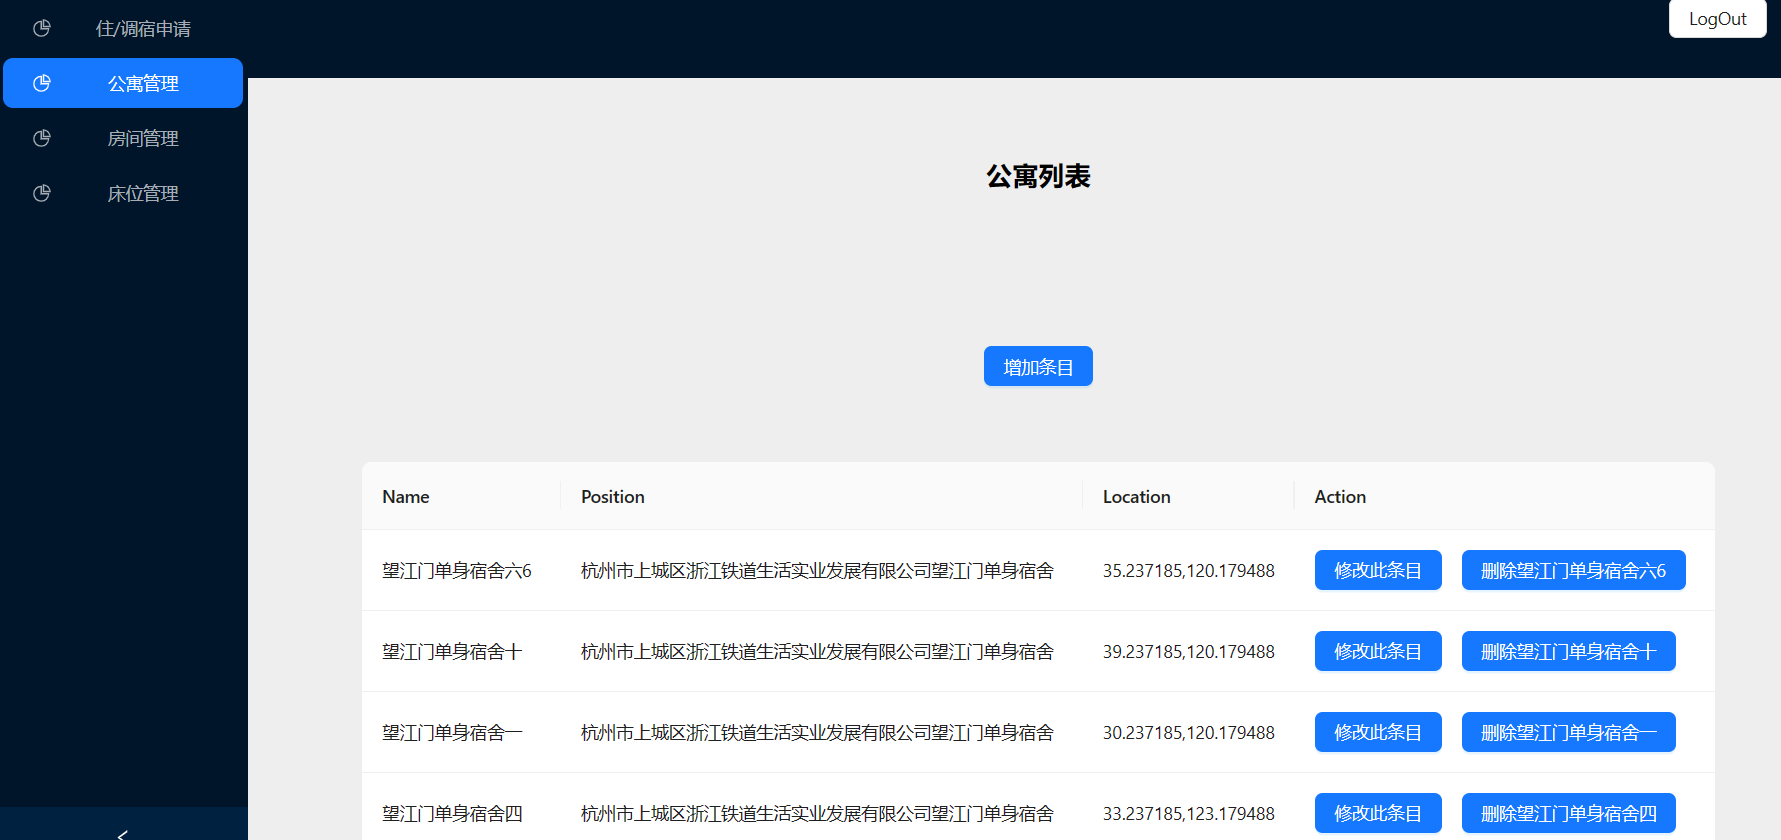 住/调宿申请
LogOut
公寓管理
房间管理
床位管理
公寓列表
增加条目
Name Position Location Action
望江门单身宿舍六6 杭州市上城区浙江铁道生活实业发展有限公司望江门单身宿舍 35.237185,120.179488 修改此条目 删除望江门单身宿舍六6
望江门单身宿舍十 杭州市上城区浙江铁道生活实业发展有限公司望江门单身宿舍 39.237185,120.179488 修改此条目 删除望江门单身宿舍十
望江门单身宿舍一 杭州市上城区浙江铁道生活实业发展有限公司望江门单身宿舍 30.237185,120.179488 修改此条目 删除望江门单身宿舍一
望江门单身宿舍四 杭州市上城区浙江铁道生活实业发展有限公司望江门单身宿舍 33.237185,123.179488 修改此条目 删除望江门单身宿舍四